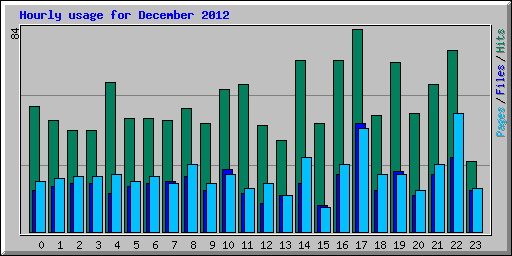 Hourly usage for December 2012
84
Pages / Files / Hits
0 1 2 3 4 5 6 7 8 9 10 11 12 13 14 15 16 17 18 19 20 21 22 23